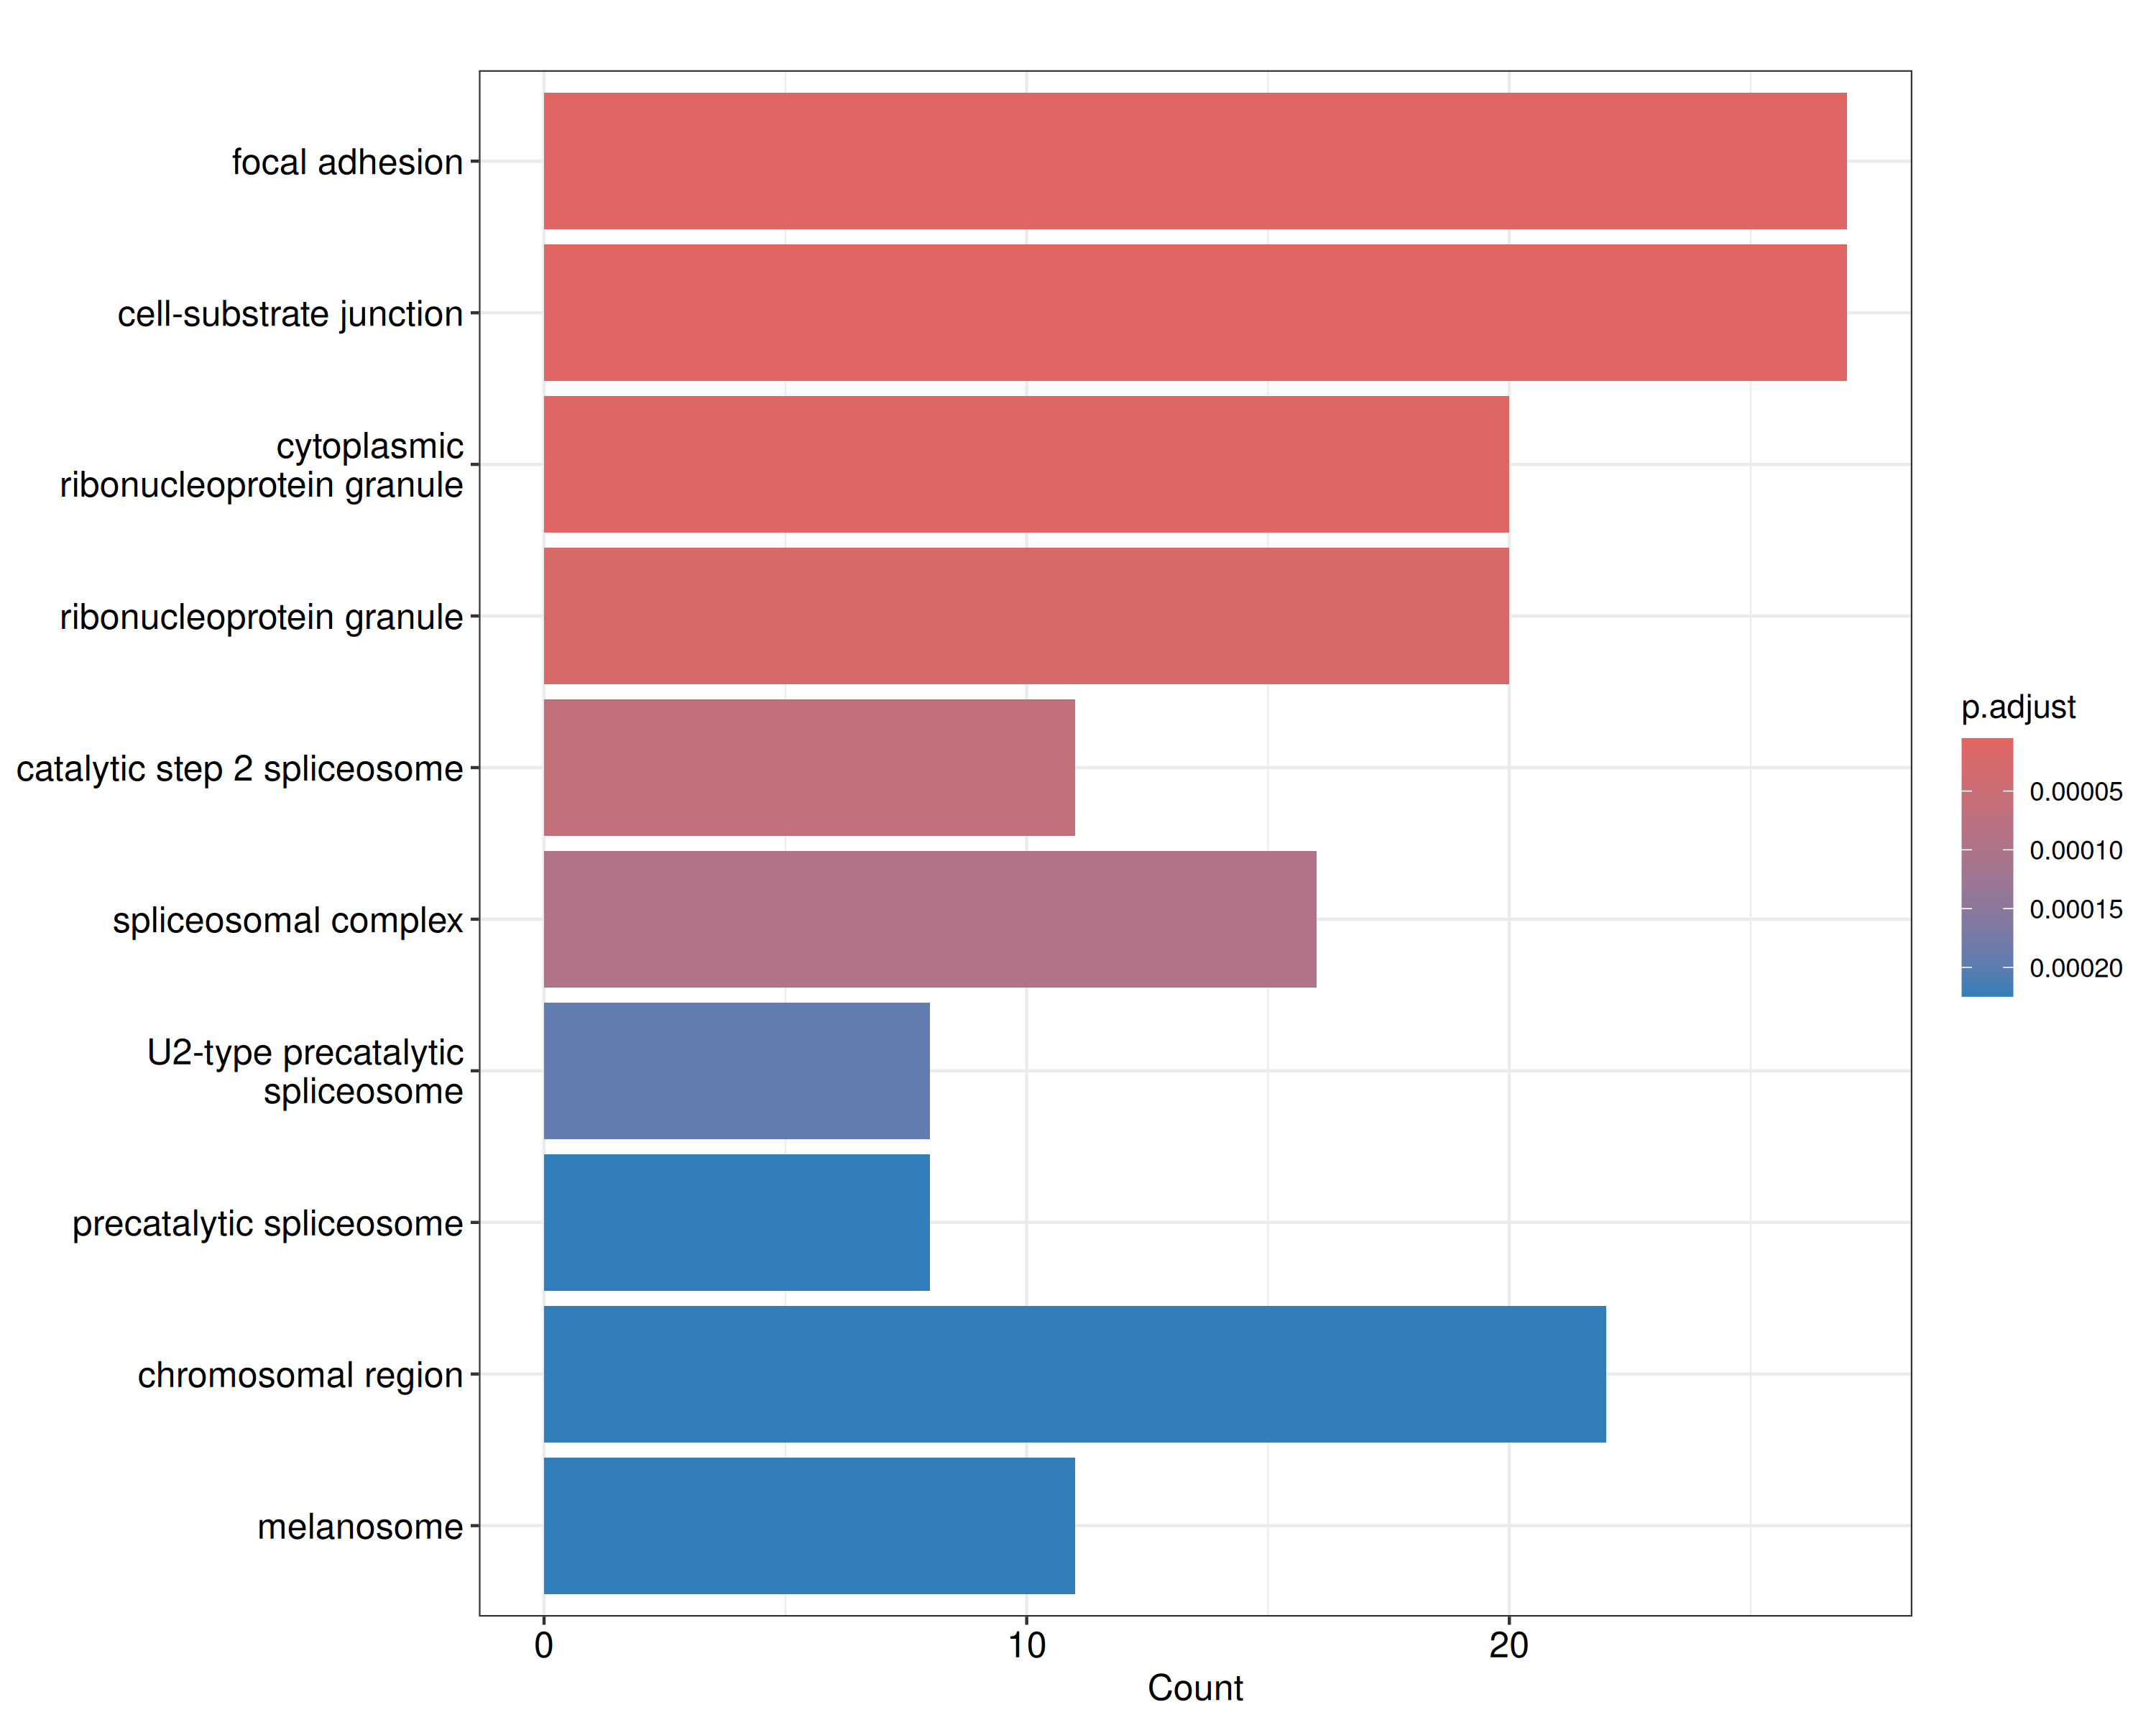 focal adhesion
cell-substrate junction
cytoplasmic
ribonucleoprotein granule
ribonucleoprotein granule
catalytic step 2 spliceosome
spliceosomal complex
U2-type precatalytic
spliceosome
precatalytic spliceosome
chromosomal region
melanosome
0 10 20
Count
p.adjust
0.00005
0.00010
0.00015
0.00020